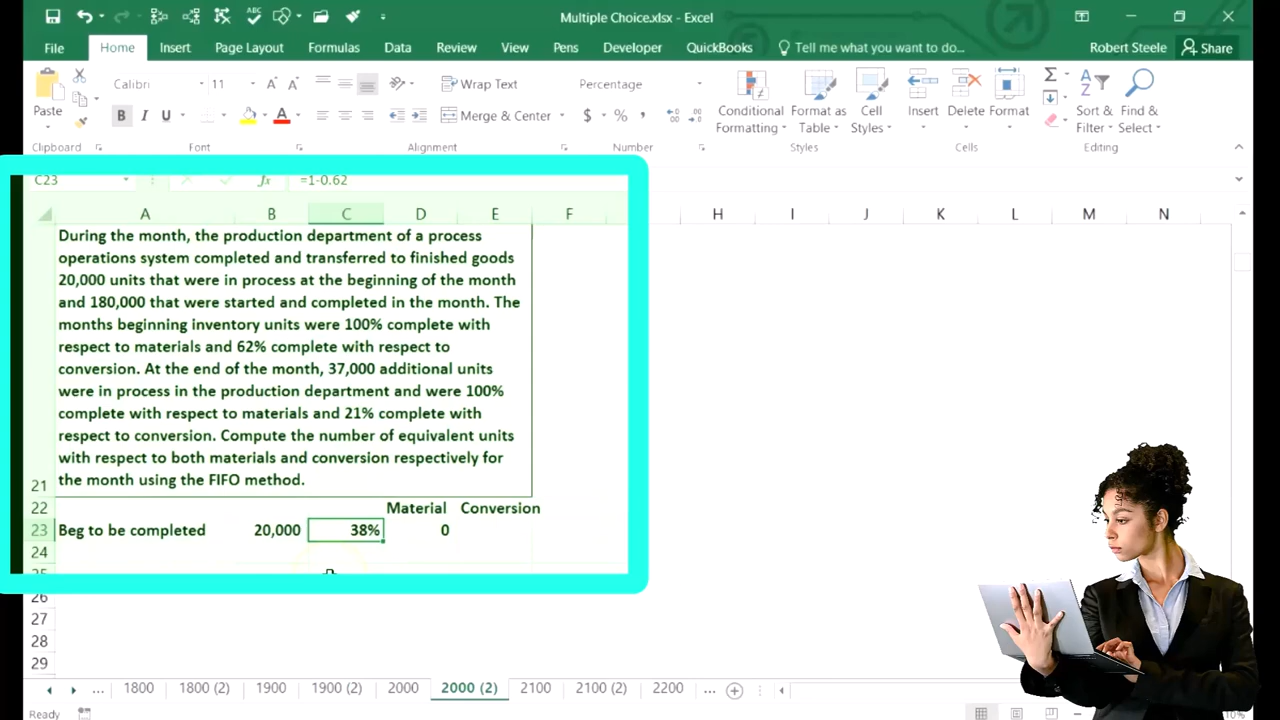 Multiple Choice.xlsx - Excel
File Home Insert Page Layout Formulas Data Review View Pens Developer QuickBooks Tell me what you want to do... Robert Steele Share
Paste
Calibri 11
B I U A
Wrap Text
Merge & Center
Percentage
$ % ,
Conditional Formatting
Format as Table
Cell Styles
Insert Delete Format
Sort & Filter
Find & Select
Clipboard Font Alignment Number Styles Cells Editing
C23 fx =1-0.62
A B C D E F H I J K L M N
During the month, the production department of a process
operations system completed and transferred to finished goods
20,000 units that were in process at the beginning of the month
and 180,000 that were started and completed in the month. The
months beginning inventory units were 100% complete with
respect to materials and 62% complete with respect to
conversion. At the end of the month, 37,000 additional units
were in process in the production department and were 100%
complete with respect to materials and 21% complete with
respect to conversion. Compute the number of equivalent units
with respect to both materials and conversion respectively for
21 the month using the FIFO method.
22 Material Conversion
23 Beg to be completed 20,000 38% 0
24
25
26
27
28
29
... 1800 1800 (2) 1900 1900 (2) 2000 2000 (2) 2100 2100 (2) 2200 ...
Ready